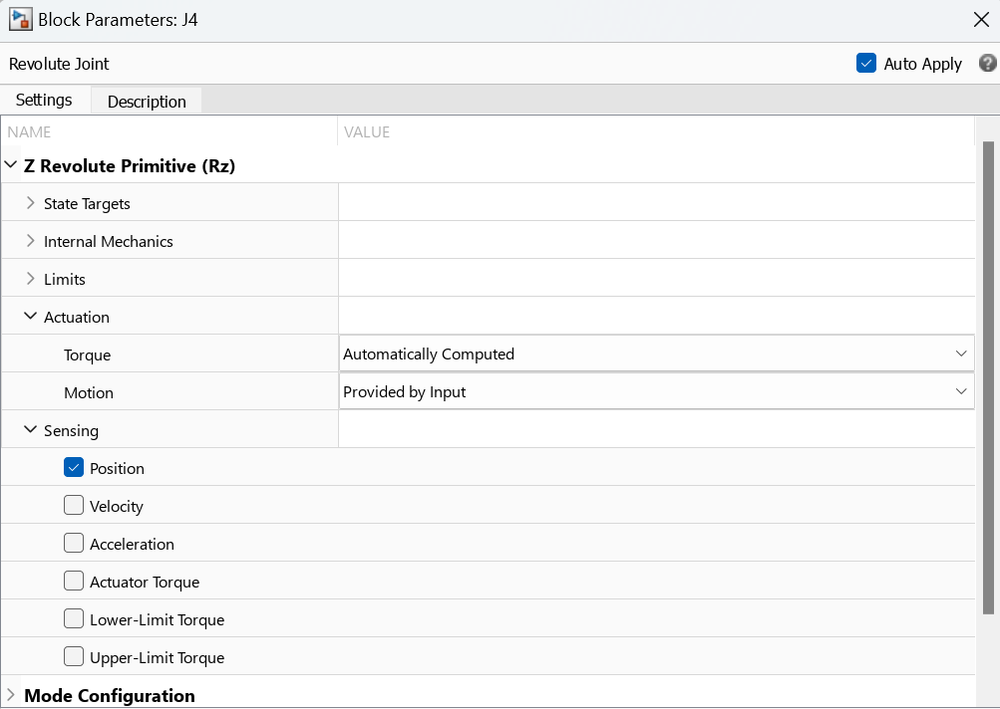 Block Parameters: J4
Revolute Joint
Auto Apply
Settings
Description
NAME
VALUE
Z Revolute Primitive (Rz)
State Targets
Internal Mechanics
Limits
Actuation
Torque
Automatically Computed
Motion
Provided by Input
Sensing
Position
Velocity
Acceleration
Actuator Torque
Lower-Limit Torque
Upper-Limit Torque
Mode Configuration